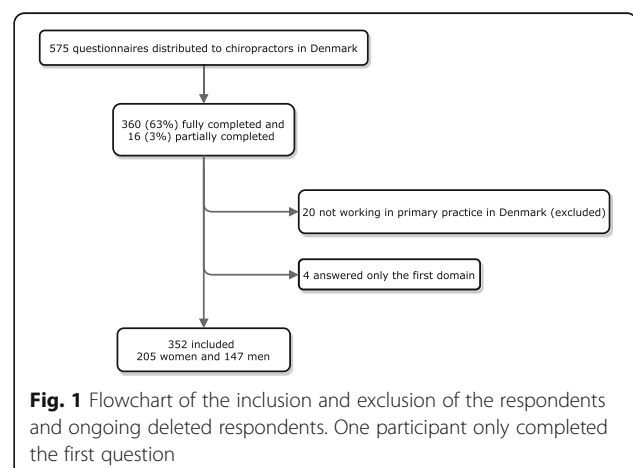 575 questionnaires distributed to chiropractors in Denmark
360 (63%) fully completed and
16 (3%) partially completed
20 not working in primary practice in Denmark (excluded)
4 answered only the first domain
352 included
205 women and 147 men
Fig. 1 Flowchart of the inclusion and exclusion of the respondents
and ongoing deleted respondents. One participant only completed
the first question